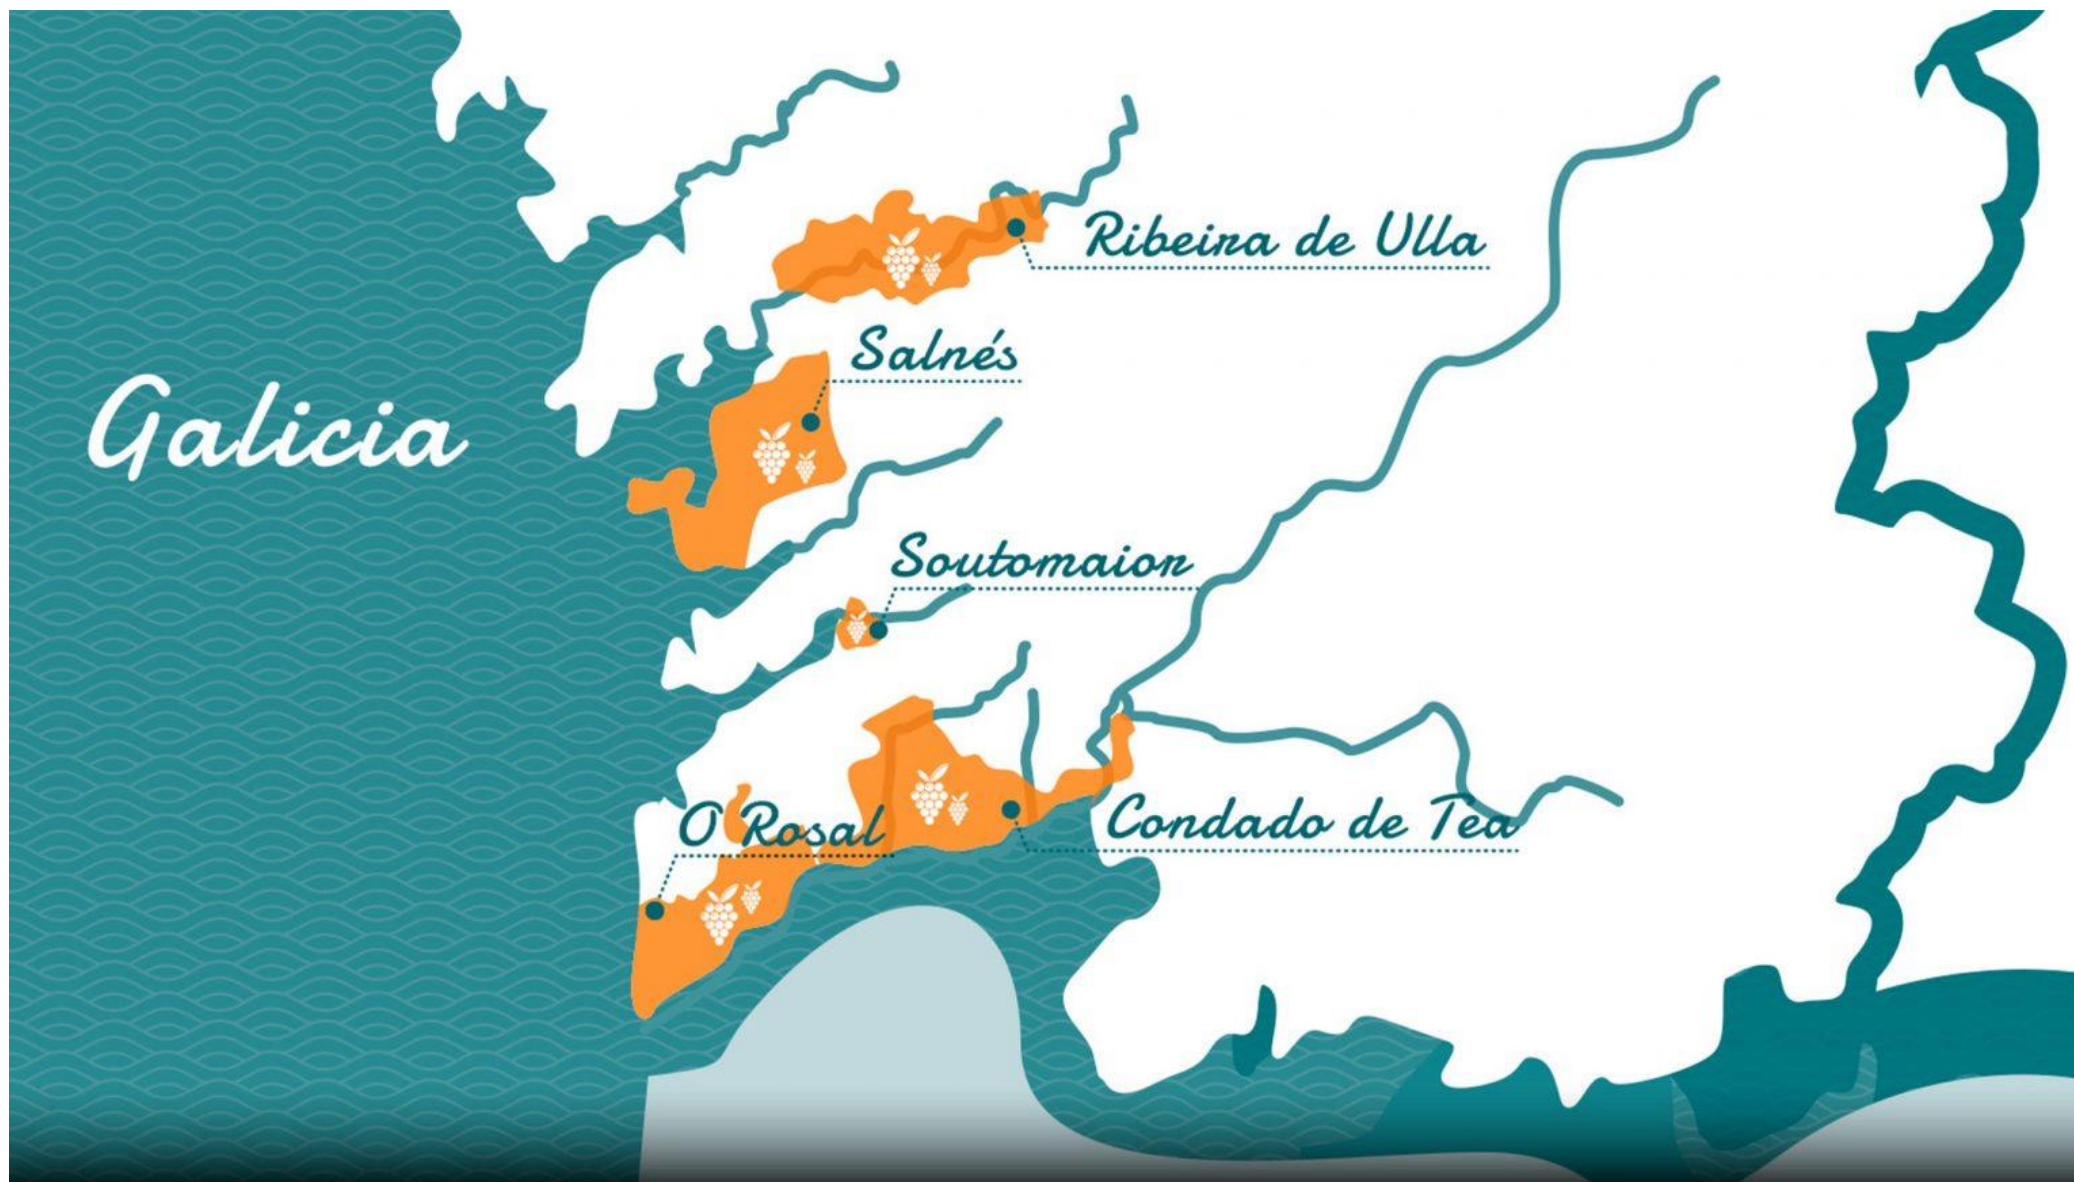 Ribeira de Ulla
Salnés
Galicia
Soutomaior
O Rosal
Condado de Tea